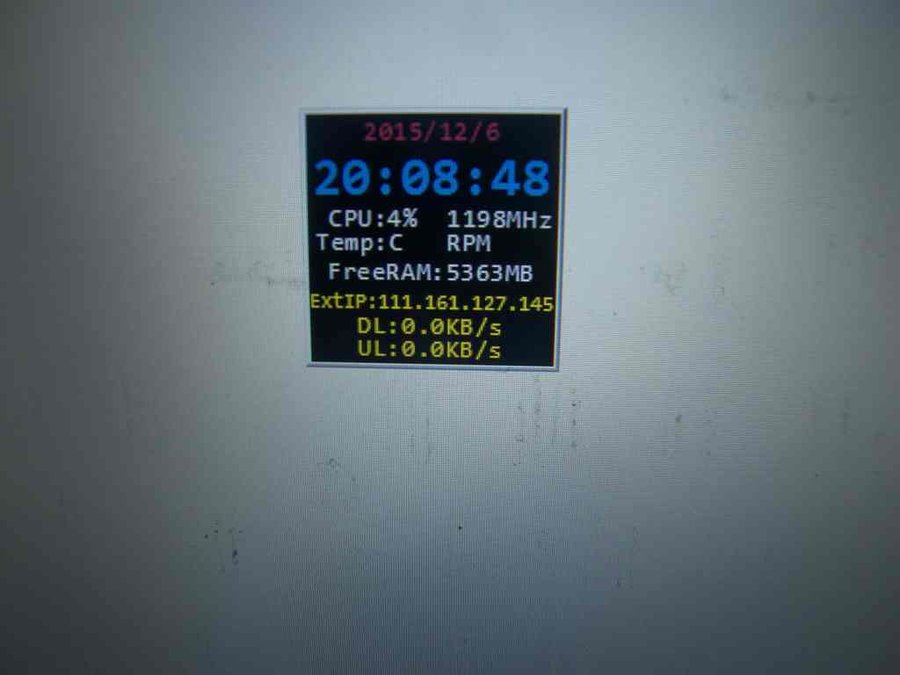 2015/12/6
20:08:48
CPU:4% 1198MHz
Temp:C RPM
FreeRAM:5363MB
ExtIP:111.161.127.145
DL:0.0KB/s
UL:0.0KB/s